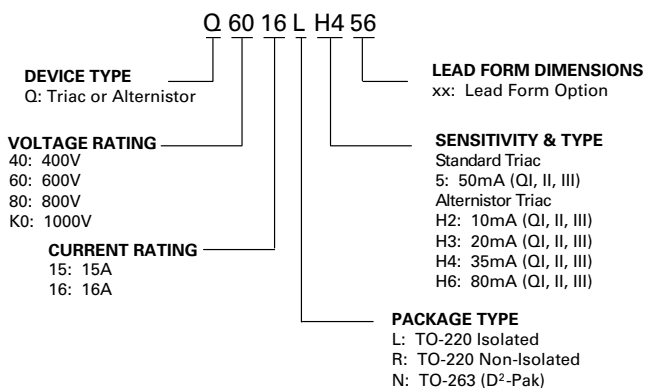 Q 60 16 L H4 56
DEVICE TYPE
Q: Triac or Alternistor
VOLTAGE RATING
40: 400V
60: 600V
80: 800V
K0: 1000V
CURRENT RATING
15: 15A
16: 16A
LEAD FORM DIMENSIONS
xx: Lead Form Option
SENSITIVITY & TYPE
Standard Triac
5: 50mA (QI, II, III)
Alternistor Triac
H2: 10mA (QI, II, III)
H3: 20mA (QI, II, III)
H4: 35mA (QI, II, III)
H6: 80mA (QI, II, III)
PACKAGE TYPE
L: TO-220 Isolated
R: TO-220 Non-Isolated
N: TO-263 (D²-Pak)